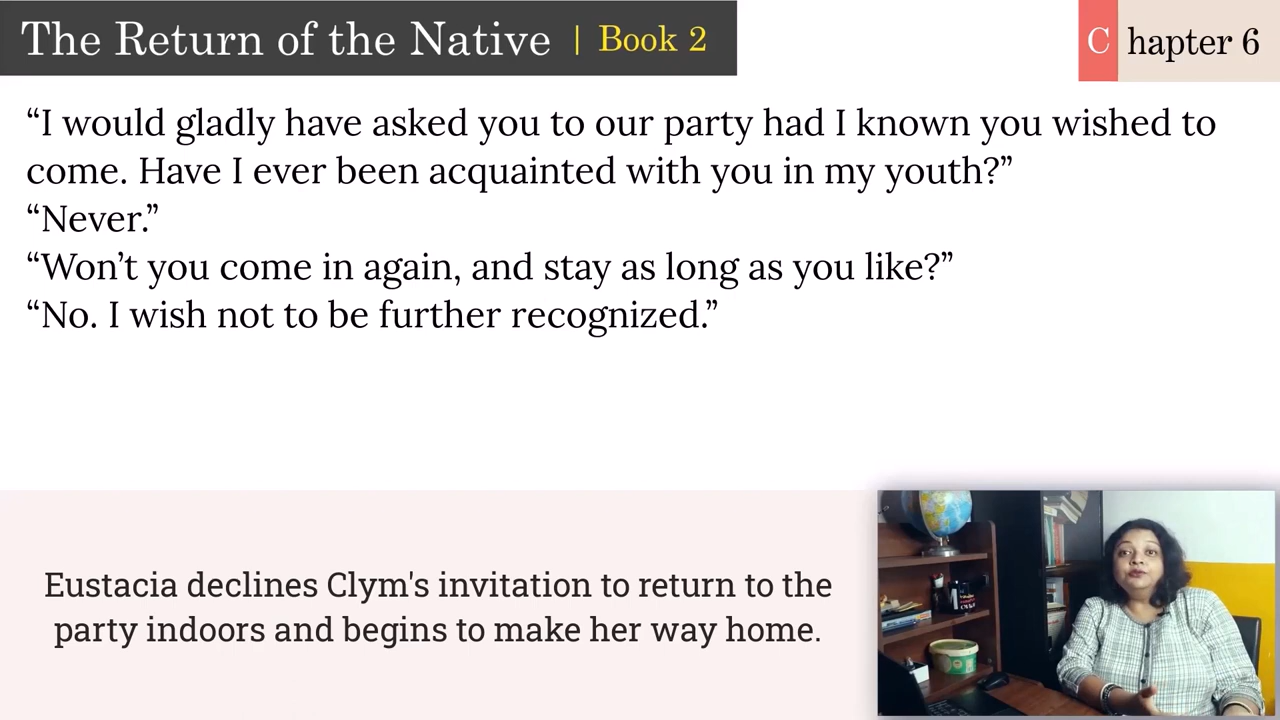 The Return of the Native | Book 2
Chapter 6
“I would gladly have asked you to our party had I known you wished to
come. Have I ever been acquainted with you in my youth?”
“Never.”
“Won’t you come in again, and stay as long as you like?”
“No. I wish not to be further recognized.”
Eustacia declines Clym's invitation to return to the
party indoors and begins to make her way home.